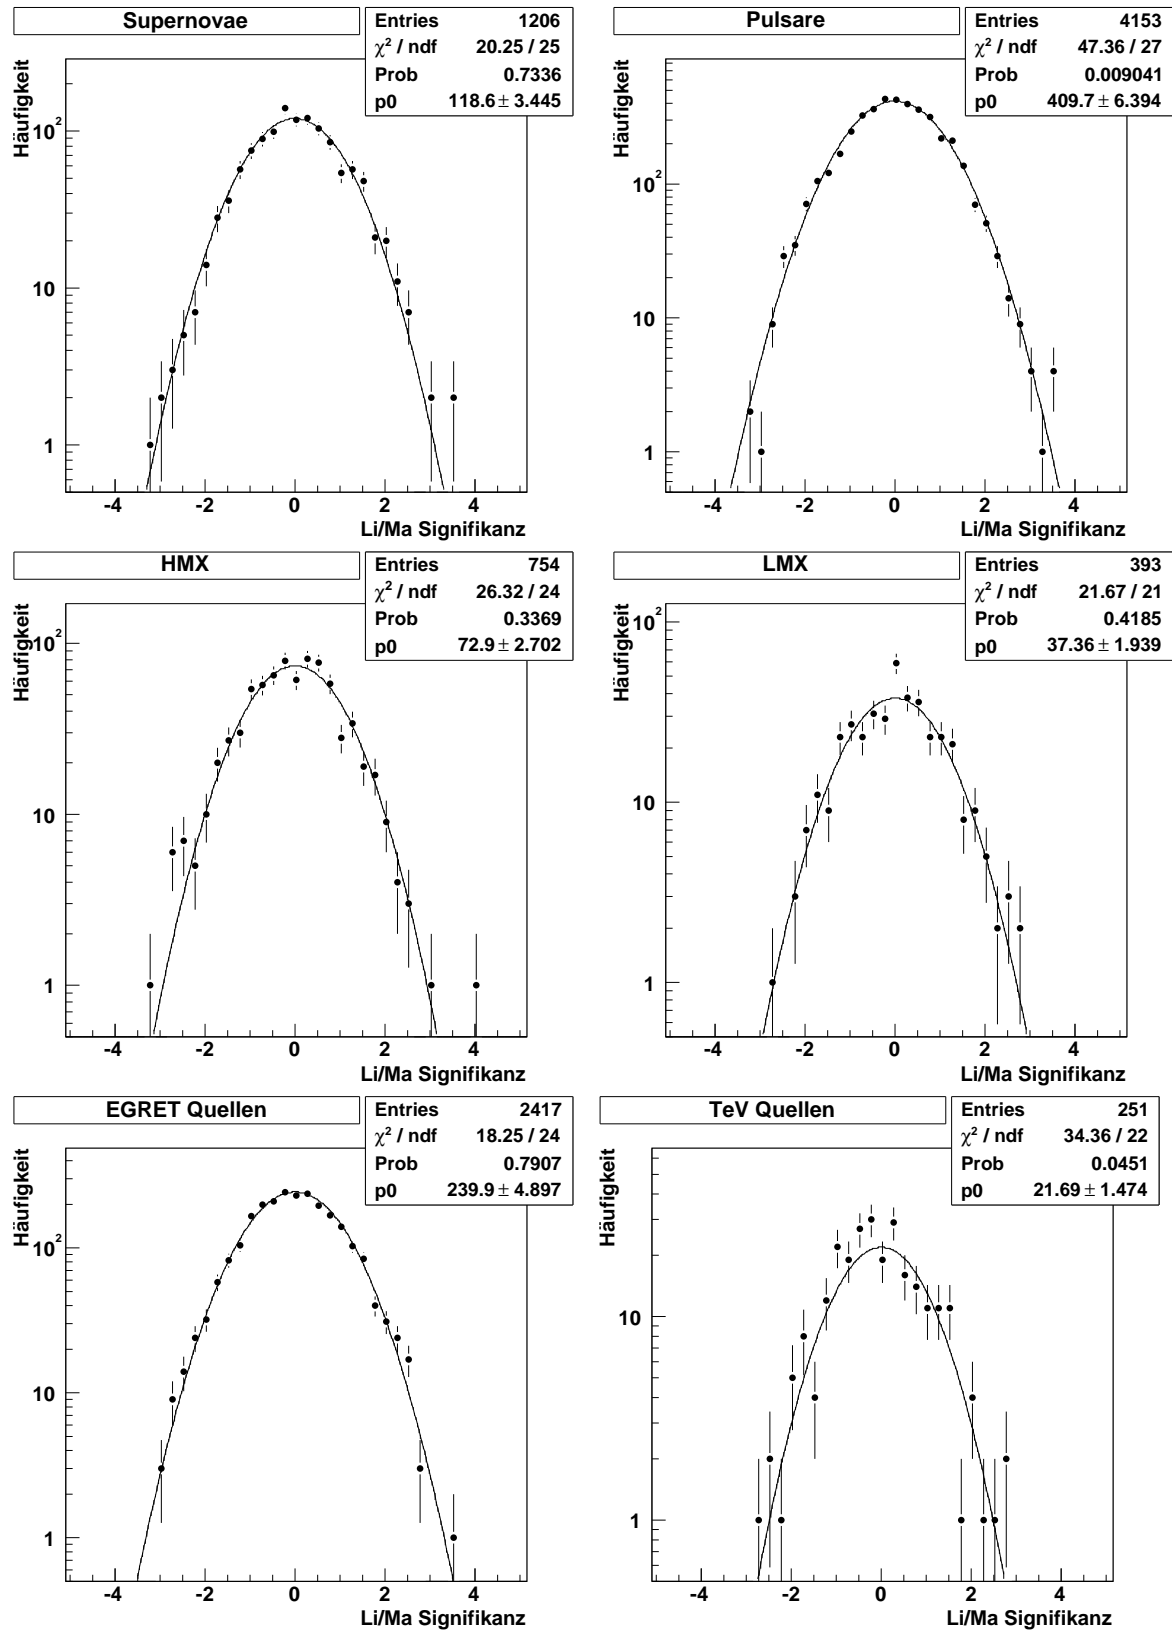 Supernovae
Entries 1206
χ² / ndf 20.25 / 25
Prob 0.7336
p0 118.6 ± 3.445
Häufigkeit
10²
10
1
-4 -2 0 2 4
Li/Ma Signifikanz
Pulsare
Entries 4153
χ² / ndf 47.36 / 27
Prob 0.009041
p0 409.7 ± 6.394
Häufigkeit
10²
10
1
-4 -2 0 2 4
Li/Ma Signifikanz
HMX
Entries 754
χ² / ndf 26.32 / 24
Prob 0.3369
p0 72.9 ± 2.702
Häufigkeit
10²
10
1
-4 -2 0 2 4
Li/Ma Signifikanz
LMX
Entries 393
χ² / ndf 21.67 / 21
Prob 0.4185
p0 37.36 ± 1.939
Häufigkeit
10²
10
1
-4 -2 0 2 4
Li/Ma Signifikanz
EGRET Quellen
Entries 2417
χ² / ndf 18.25 / 24
Prob 0.7907
p0 239.9 ± 4.897
Häufigkeit
10²
10
1
-4 -2 0 2 4
Li/Ma Signifikanz
TeV Quellen
Entries 251
χ² / ndf 34.36 / 22
Prob 0.0451
p0 21.69 ± 1.474
Häufigkeit
10
1
-4 -2 0 2 4
Li/Ma Signifikanz